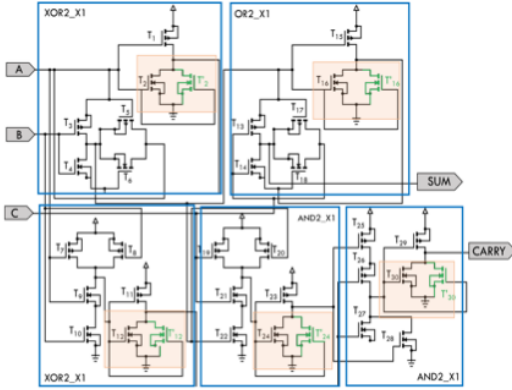 XOR2_X1
OR2_X1
T1
T15
A
T2
T'2
T16
T'16
T5
T17
B
T3
T13
T4
T14
T6
T18
SUM
C
AND2_X1
T25
T29
T7
T8
T19
T20
T26
CARRY
T30
T'30
T9
T11
T21
T23
T27
T10
T12
T'12
T22
T24
T'24
T28
XOR2_X1
AND2_X1